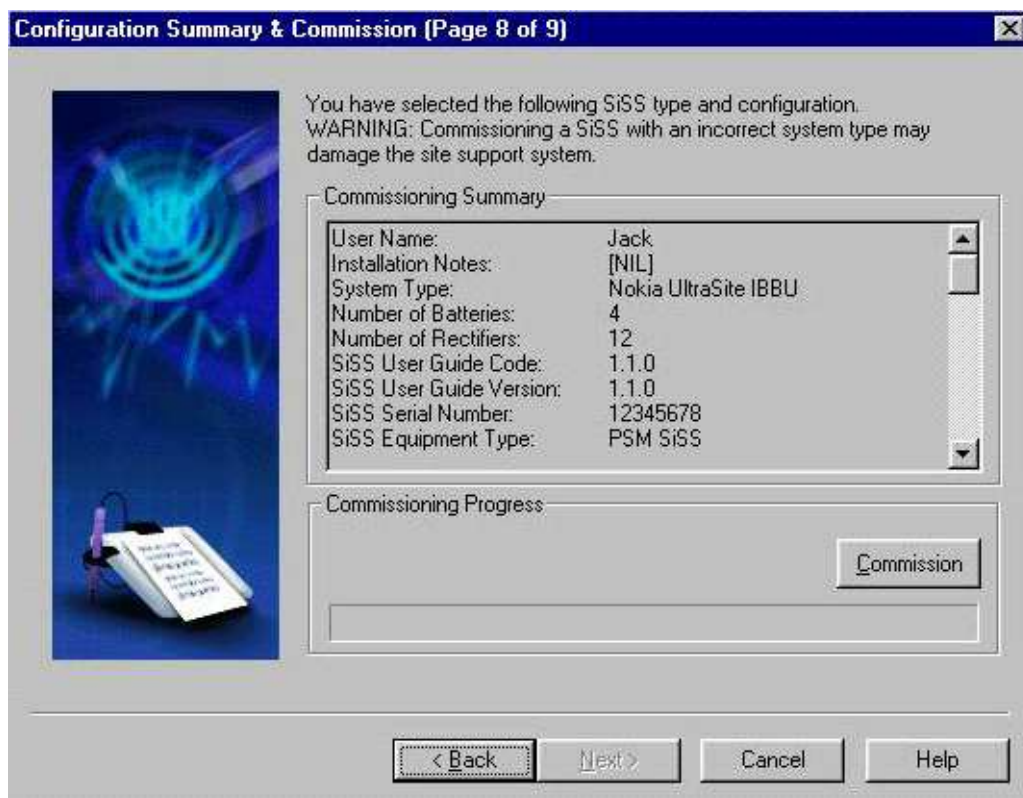 Configuration Summary & Commission (Page 8 of 9)
You have selected the following SiSS type and configuration.
WARNING: Commissioning a SiSS with an incorrect system type may
damage the site support system.
Commissioning Summary
User Name: Jack
Installation Notes: [NIL]
System Type: Nokia UltraSite IBBU
Number of Batteries: 4
Number of Rectifiers: 12
SiSS User Guide Code: 1.1.0
SiSS User Guide Version: 1.1.0
SiSS Serial Number: 12345678
SiSS Equipment Type: PSM SiSS
Commissioning Progress
Commission
< Back Next > Cancel Help